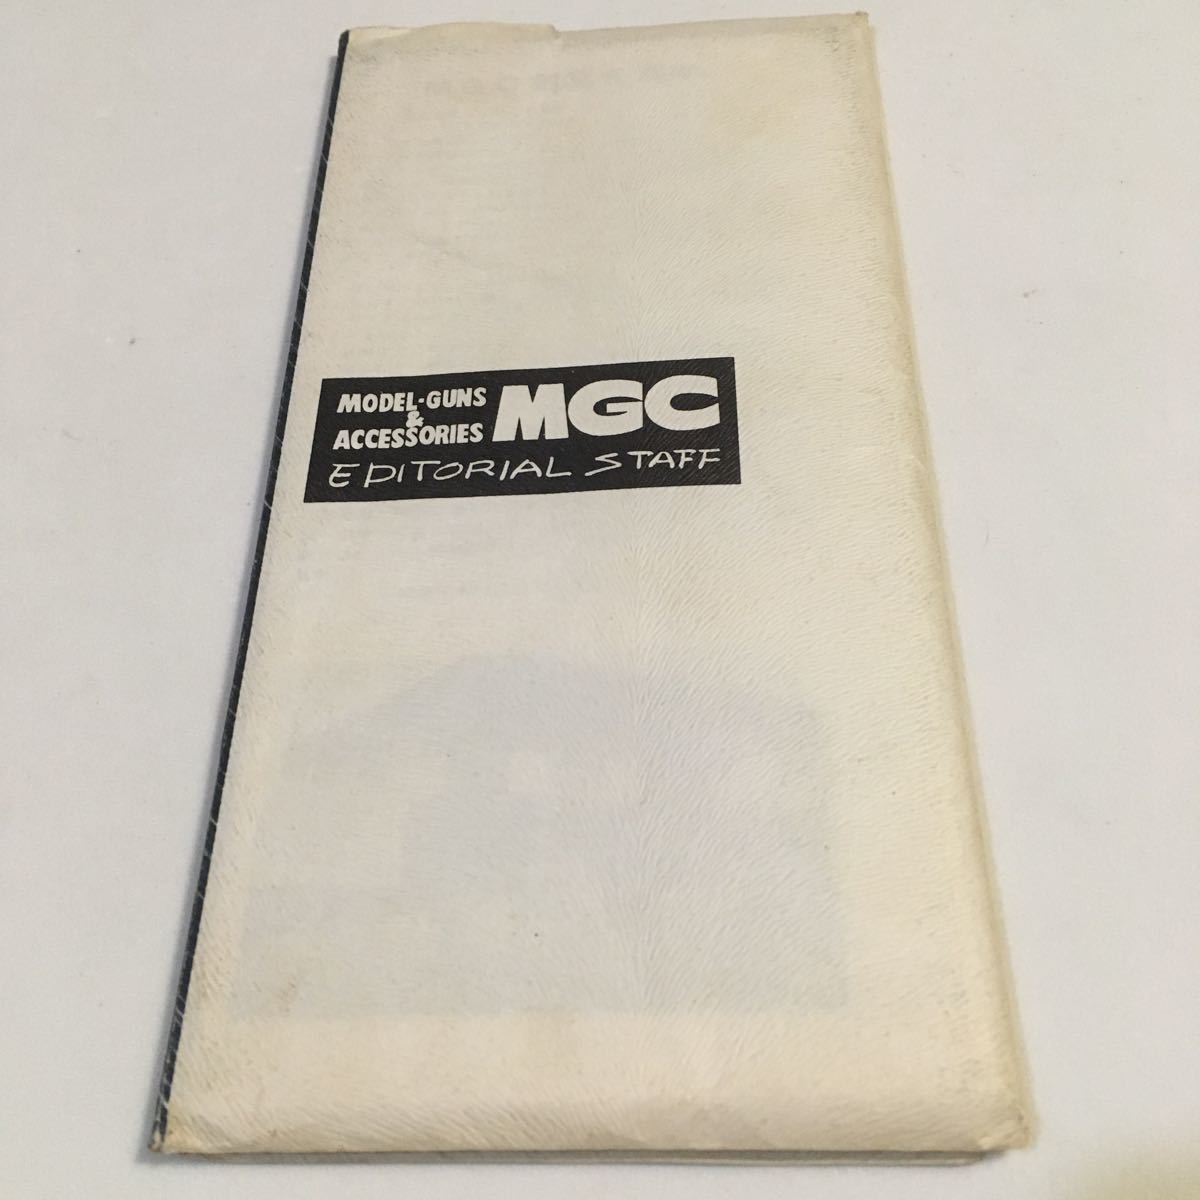 MODEL-GUNS
&
ACCESSORIES
MGC
EDITORIAL STAFF